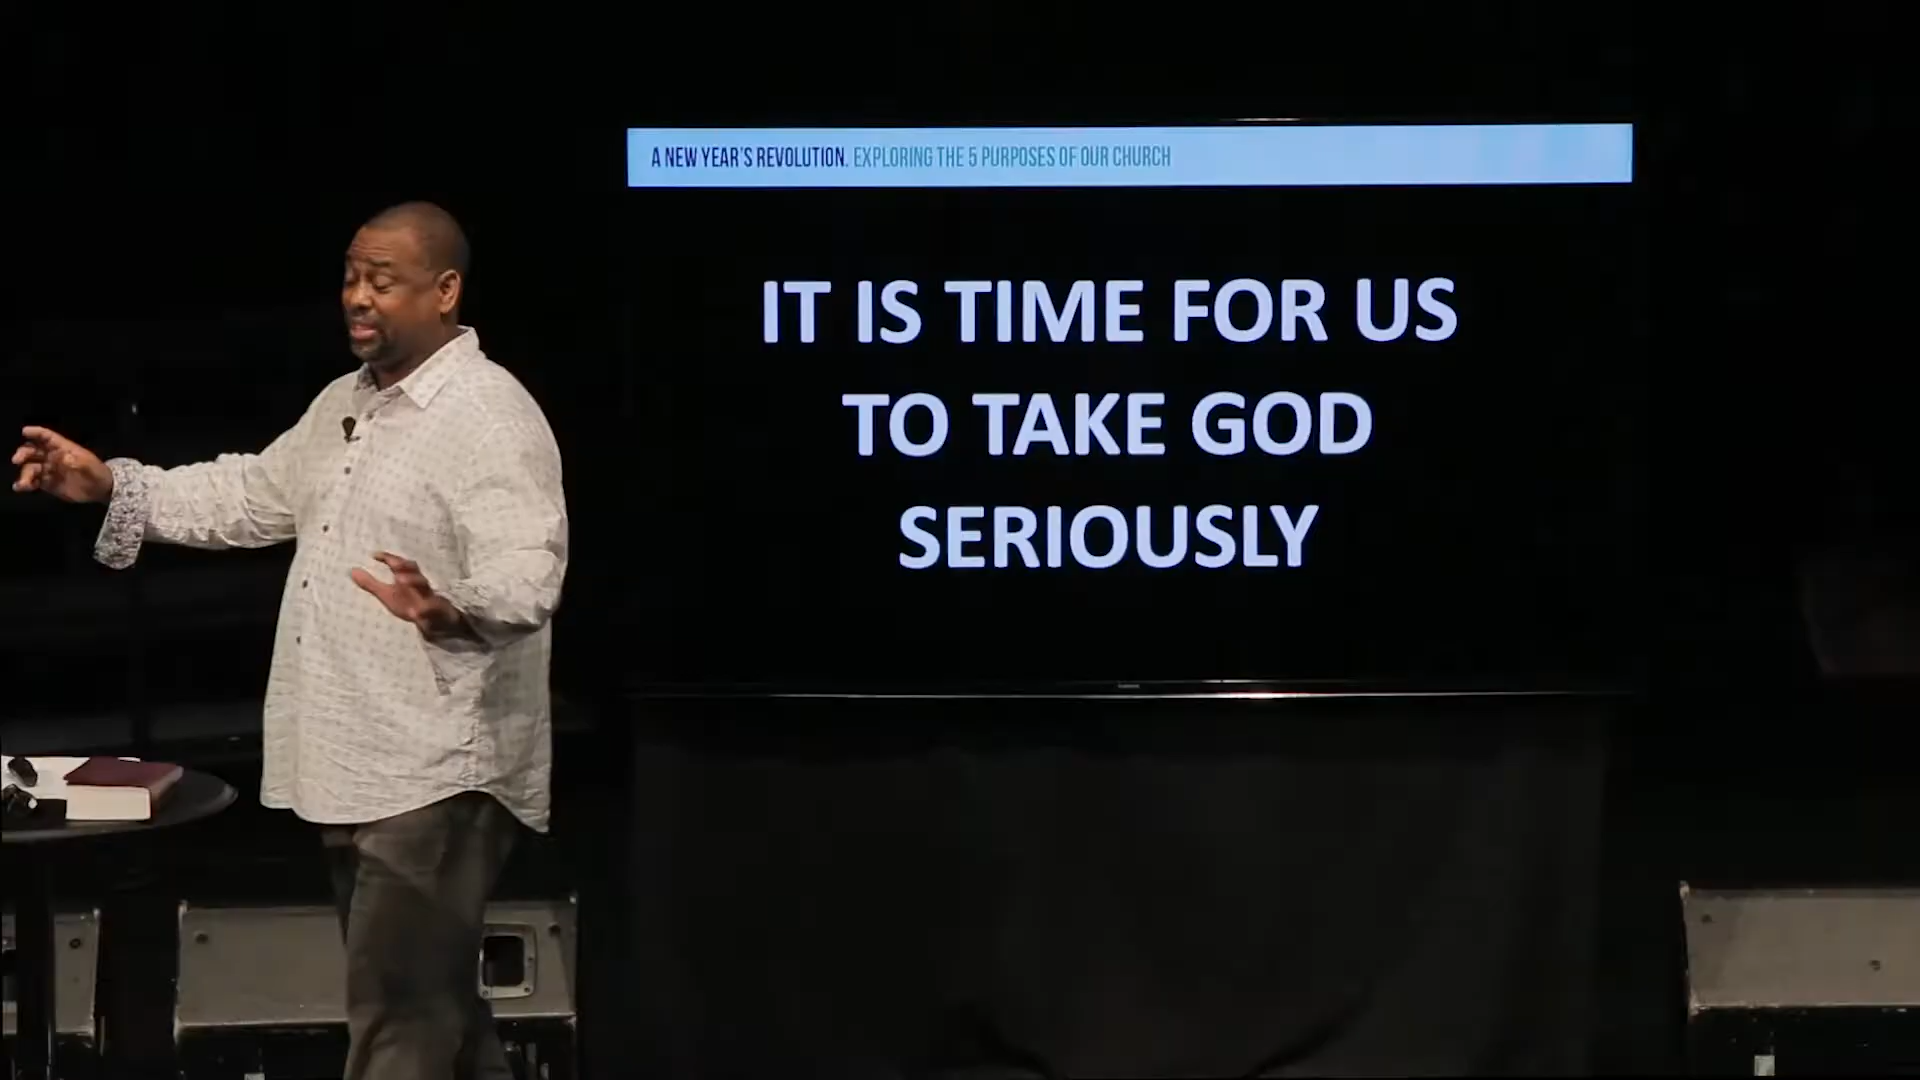 A NEW YEAR'S REVOLUTION. EXPLORING THE 5 PURPOSES OF OUR CHURCH
IT IS TIME FOR US
TO TAKE GOD
SERIOUSLY